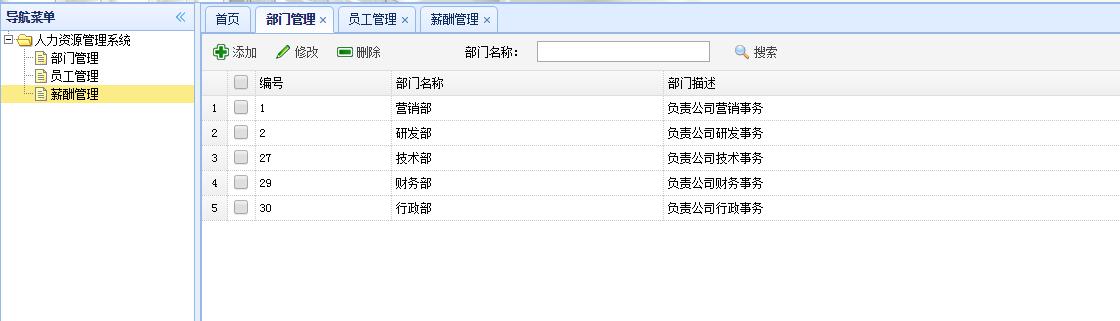 导航菜单
人力资源管理系统
部门管理
员工管理
薪酬管理
首页 部门管理 员工管理 薪酬管理
添加 修改 删除 部门名称: 搜索
编号 部门名称 部门描述
1 1 营销部 负责公司营销事务
2 2 研发部 负责公司研发事务
3 27 技术部 负责公司技术事务
4 29 财务部 负责公司财务事务
5 30 行政部 负责公司行政事务